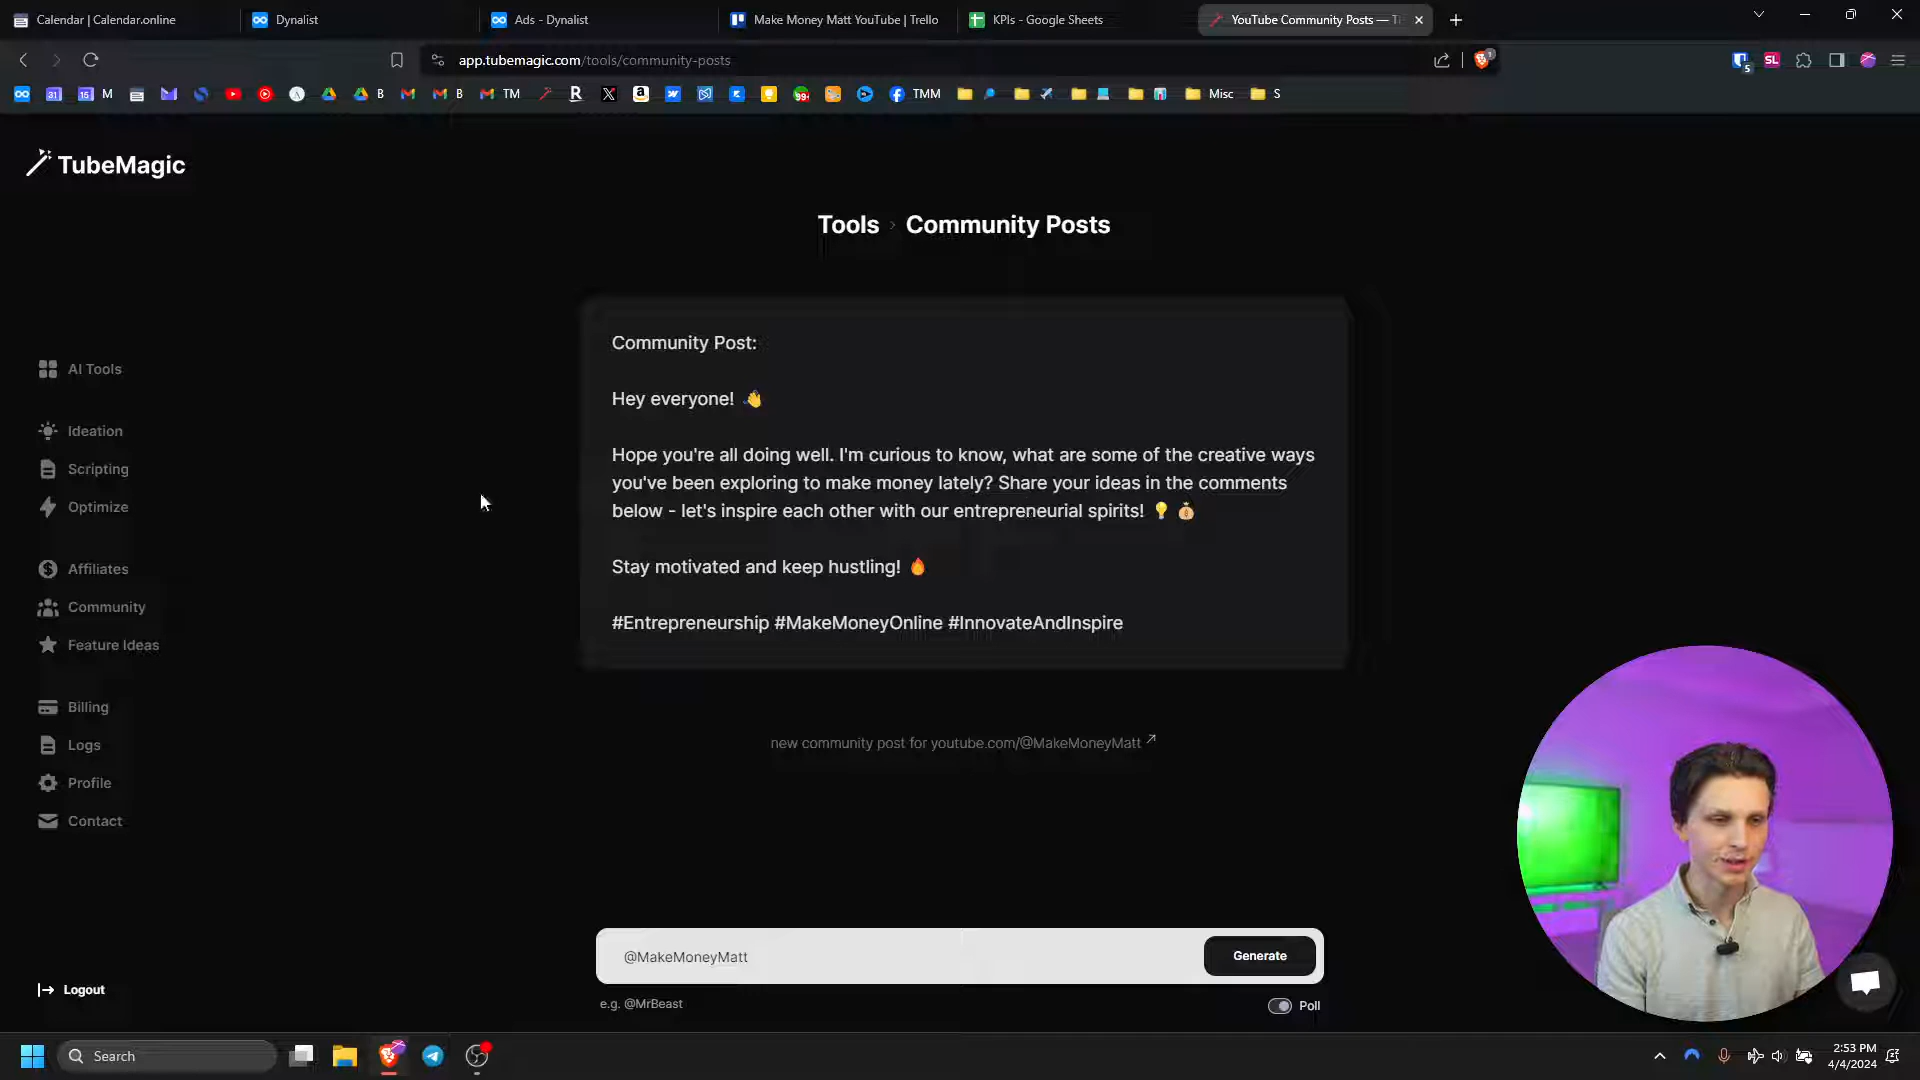 Calendar | Calendar.online
Dynalist
Ads - Dynalist
Make Money Matt YouTube | Trello
KPIs - Google Sheets
YouTube Community Posts —
app.tubemagic.com/tools/community-posts
M
B
B
TM
TMM
Misc
S
SL
TubeMagic
Tools › Community Posts
AI Tools
Ideation
Scripting
Optimize
Affiliates
Community
Feature Ideas
Billing
Logs
Profile
Contact
Logout
Community Post:
Hey everyone! 👋
Hope you're all doing well. I'm curious to know, what are some of the creative ways
you've been exploring to make money lately? Share your ideas in the comments
below - let's inspire each other with our entrepreneurial spirits! 💡 💰
Stay motivated and keep hustling! 🔥
#Entrepreneurship #MakeMoneyOnline #InnovateAndInspire
new community post for youtube.com/@MakeMoneyMatt ↗
@MakeMoneyMatt
Generate
e.g. @MrBeast
Poll
Search
2:53 PM
4/4/2024